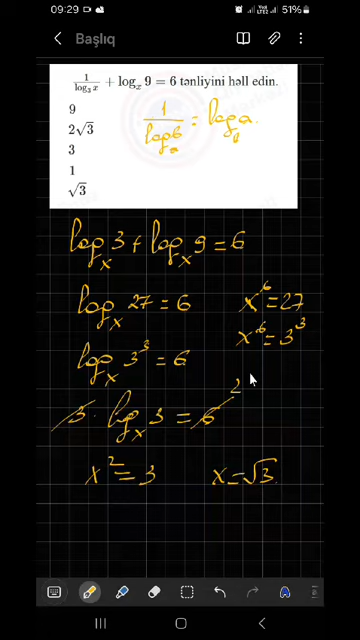 09:29 51%
Başlıq
1/log₃ x + logₓ 9 = 6 tənliyini həll edin.
9
2√3
3
1
√3
1/logₐ b = log_b a.
logₓ 3 + logₓ 9 = 6
logₓ 27 = 6 x⁶ = 27
x⁶ = 3³
logₓ 3³ = 6
3 · logₓ 3 = 6 2
x² = 3 x = √3